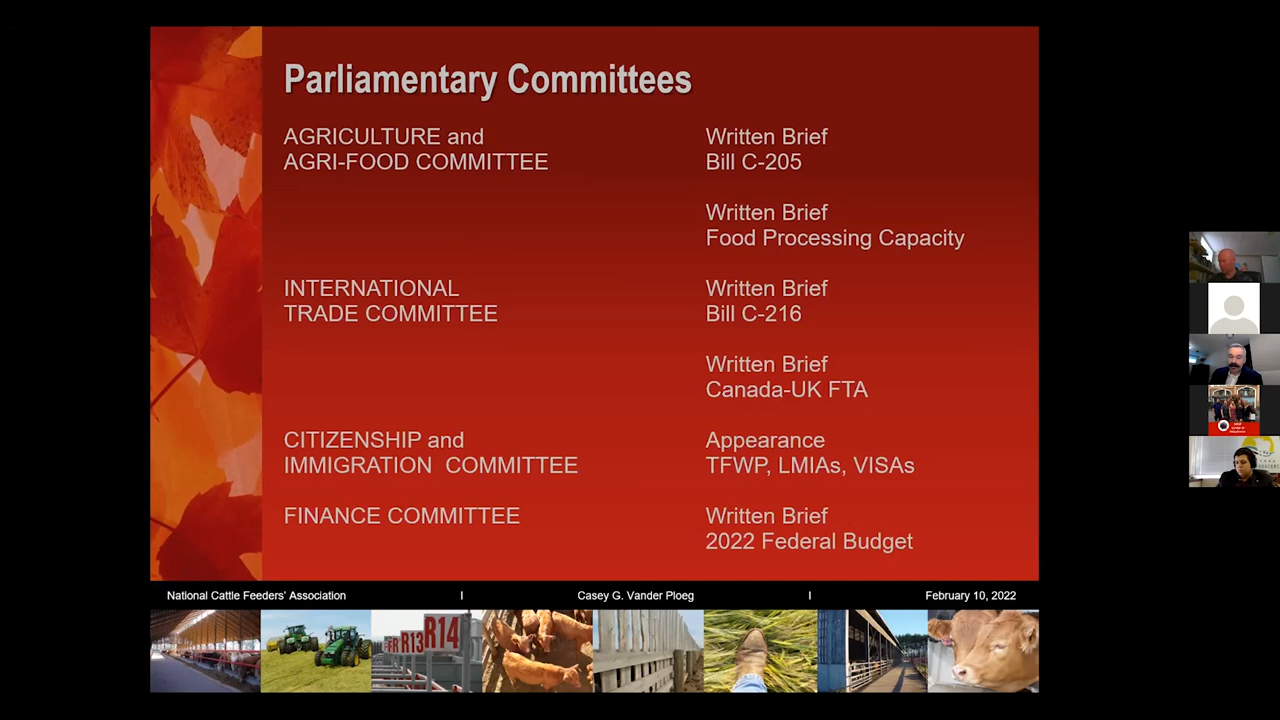 Parliamentary Committees
AGRICULTURE and
AGRI-FOOD COMMITTEE
Written Brief
Bill C-205
Written Brief
Food Processing Capacity
INTERNATIONAL
TRADE COMMITTEE
Written Brief
Bill C-216
Written Brief
Canada-UK FTA
CITIZENSHIP and
IMMIGRATION COMMITTEE
Appearance
TFWP, LMIAs, VISAs
FINANCE COMMITTEE
Written Brief
2022 Federal Budget
National Cattle Feeders' Association I Casey G. Vander Ploeg I February 10, 2022
R13
R14